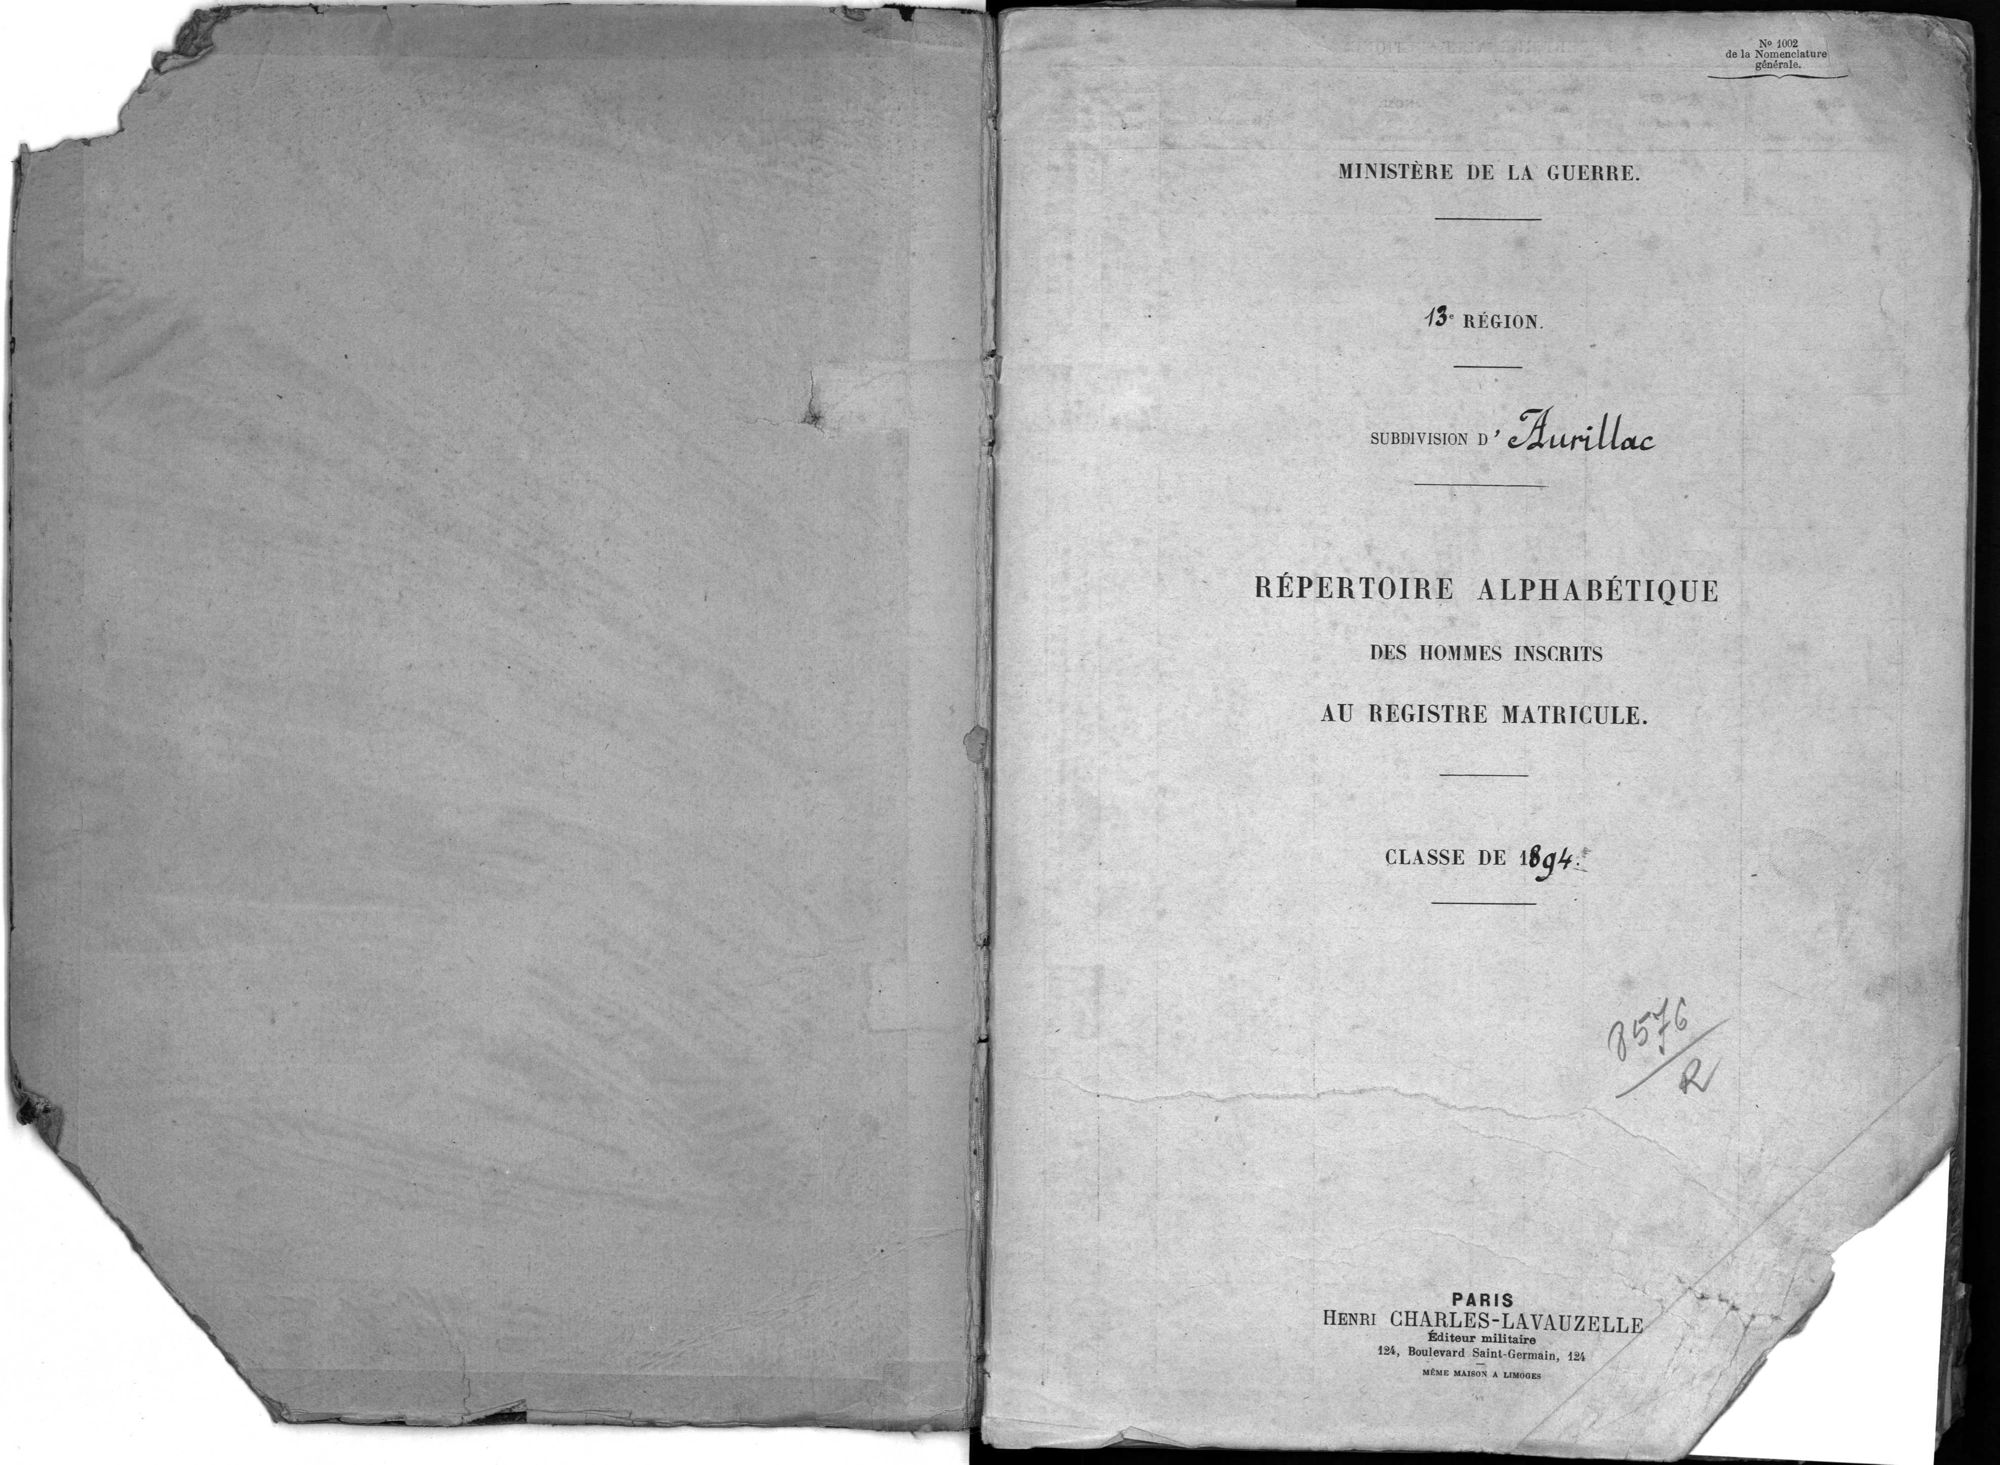 Nº 1002
de la Nomenclature
générale.
MINISTÈRE DE LA GUERRE.
13e RÉGION.
SUBDIVISION D'Aurillac
RÉPERTOIRE ALPHABÉTIQUE
DES HOMMES INSCRITS
AU REGISTRE MATRICULE.
CLASSE DE 1894.
8576
R
PARIS
HENRI CHARLES-LAVAUZELLE
Éditeur militaire
124, Boulevard Saint-Germain, 124
MÊME MAISON A LIMOGES